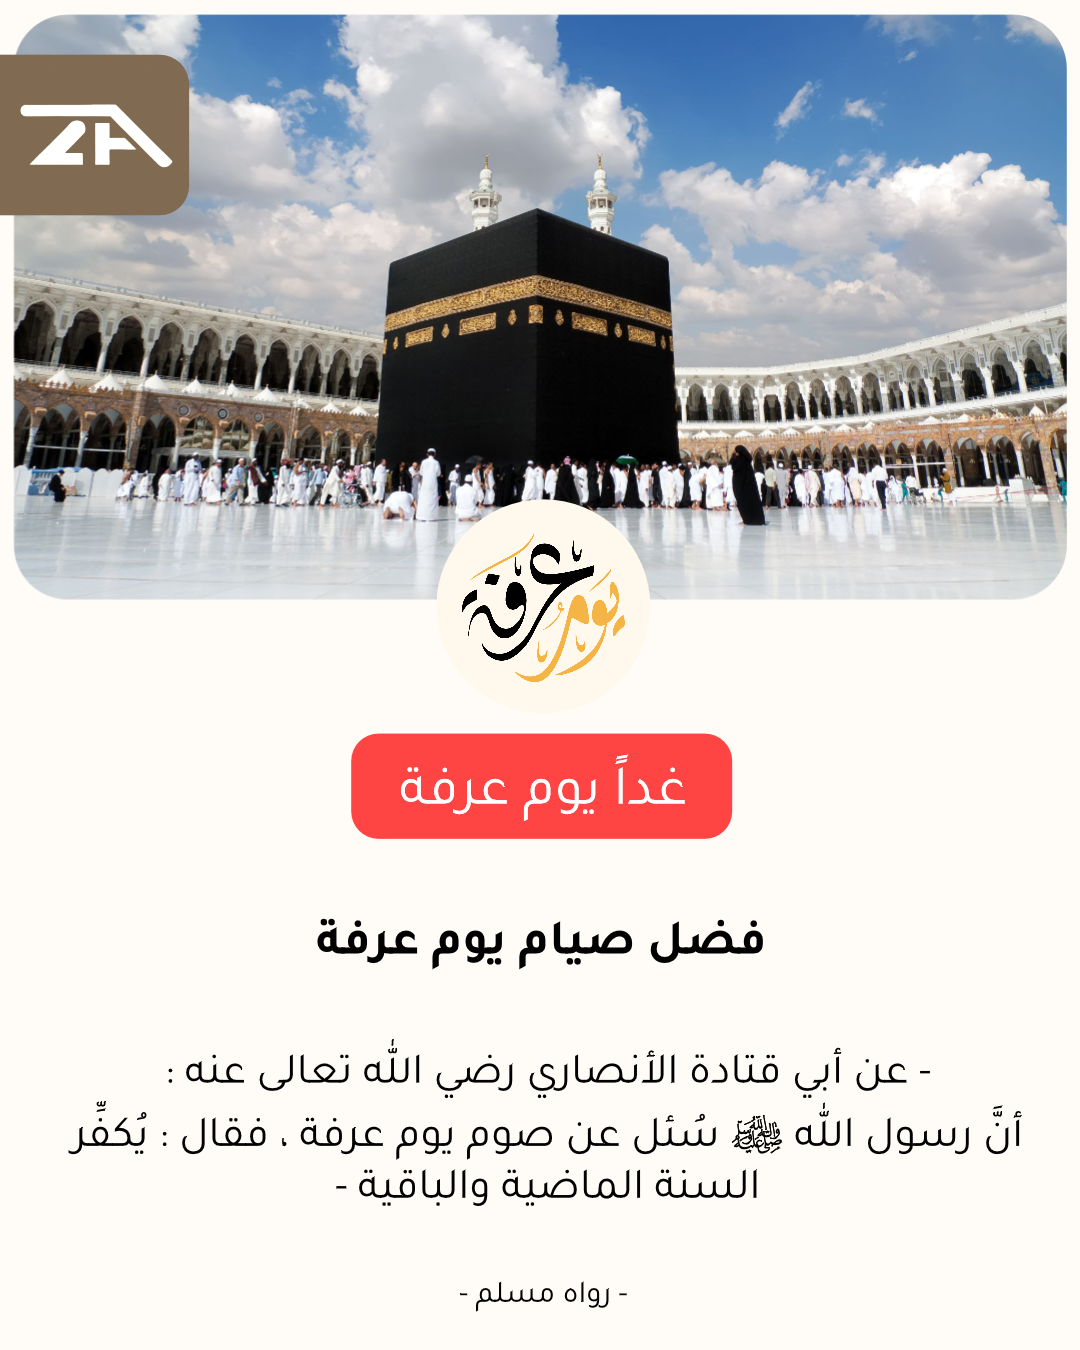 ZA
يوم عرفة
غداً يوم عرفة
فضل صيام يوم عرفة
- عن أبي قتادة الأنصاري رضي الله تعالى عنه :
أنَّ رسول الله ﷺ سُئل عن صوم يوم عرفة ، فقال : يُكفِّر
السنة الماضية والباقية -
- رواه مسلم -